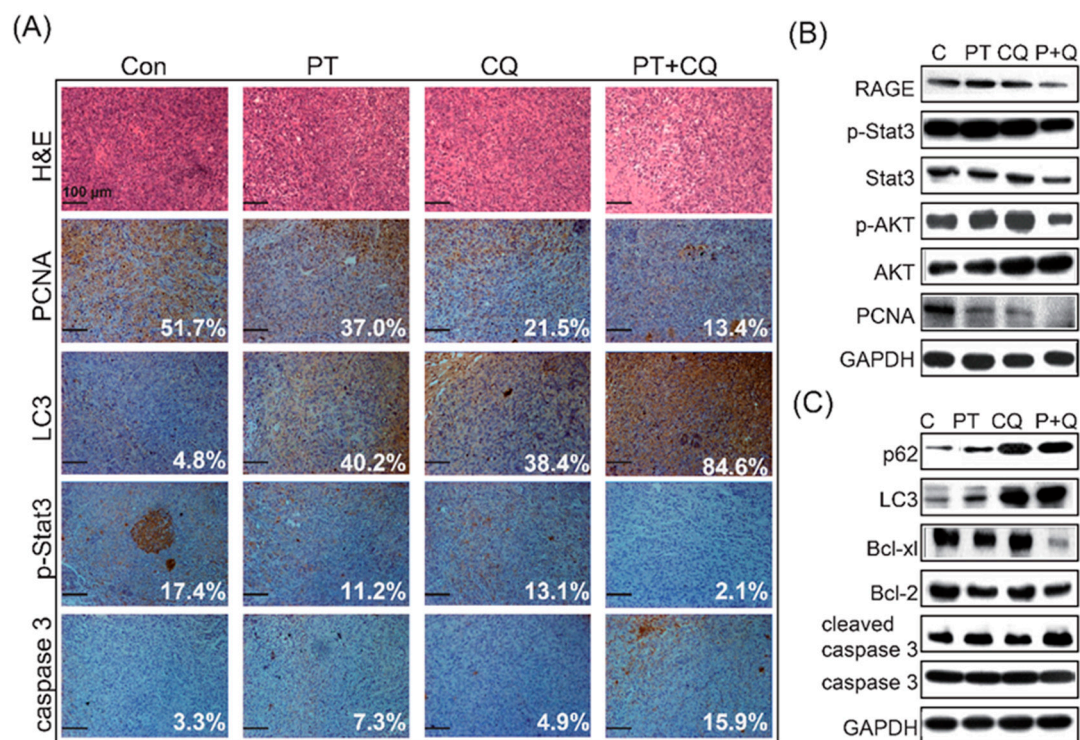 (A)
Con PT CQ PT+CQ
H&E
100 µm
PCNA
51.7% 37.0% 21.5% 13.4%
LC3
4.8% 40.2% 38.4% 84.6%
p-Stat3
17.4% 11.2% 13.1% 2.1%
caspase 3
3.3% 7.3% 4.9% 15.9%
(B)
C PT CQ P+Q
RAGE
p-Stat3
Stat3
p-AKT
AKT
PCNA
GAPDH
(C)
C PT CQ P+Q
p62
LC3
Bcl-xl
Bcl-2
cleaved
caspase 3
caspase 3
GAPDH